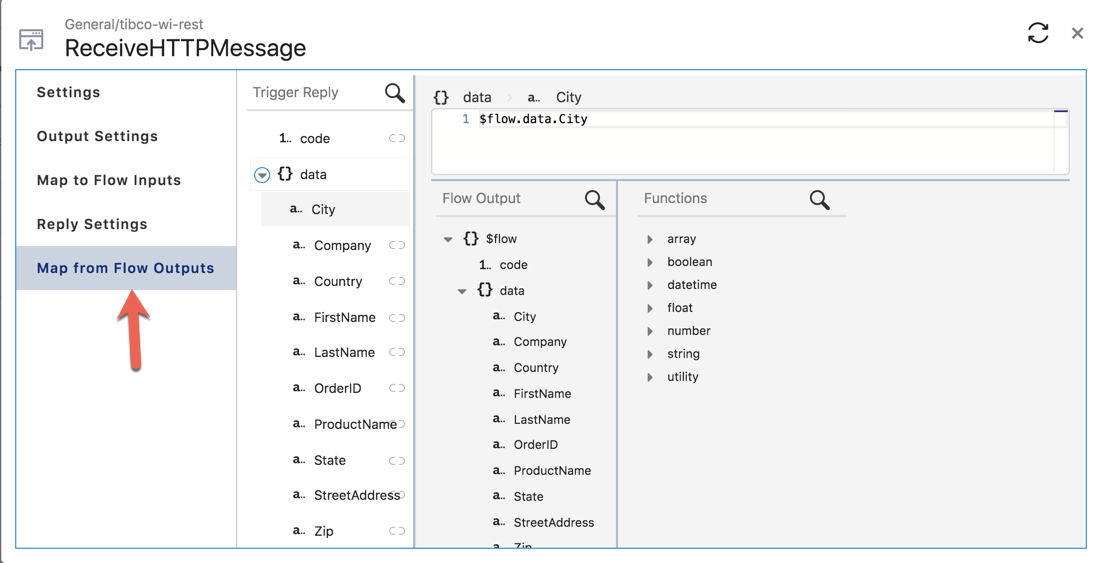 General/tibco-wi-rest
ReceiveHTTPMessage
Settings
Output Settings
Map to Flow Inputs
Reply Settings
Map from Flow Outputs
Trigger Reply
1.. code
{} data
a.. City
a.. Company
a.. Country
a.. FirstName
a.. LastName
a.. OrderID
a.. ProductName
a.. State
a.. StreetAddress
a.. Zip
{} data a.. City
1 $flow.data.City
Flow Output
{} $flow
1.. code
{} data
a.. City
a.. Company
a.. Country
a.. FirstName
a.. LastName
a.. OrderID
a.. ProductName
a.. State
a.. StreetAddress
a.. Zip
Functions
array
boolean
datetime
float
number
string
utility